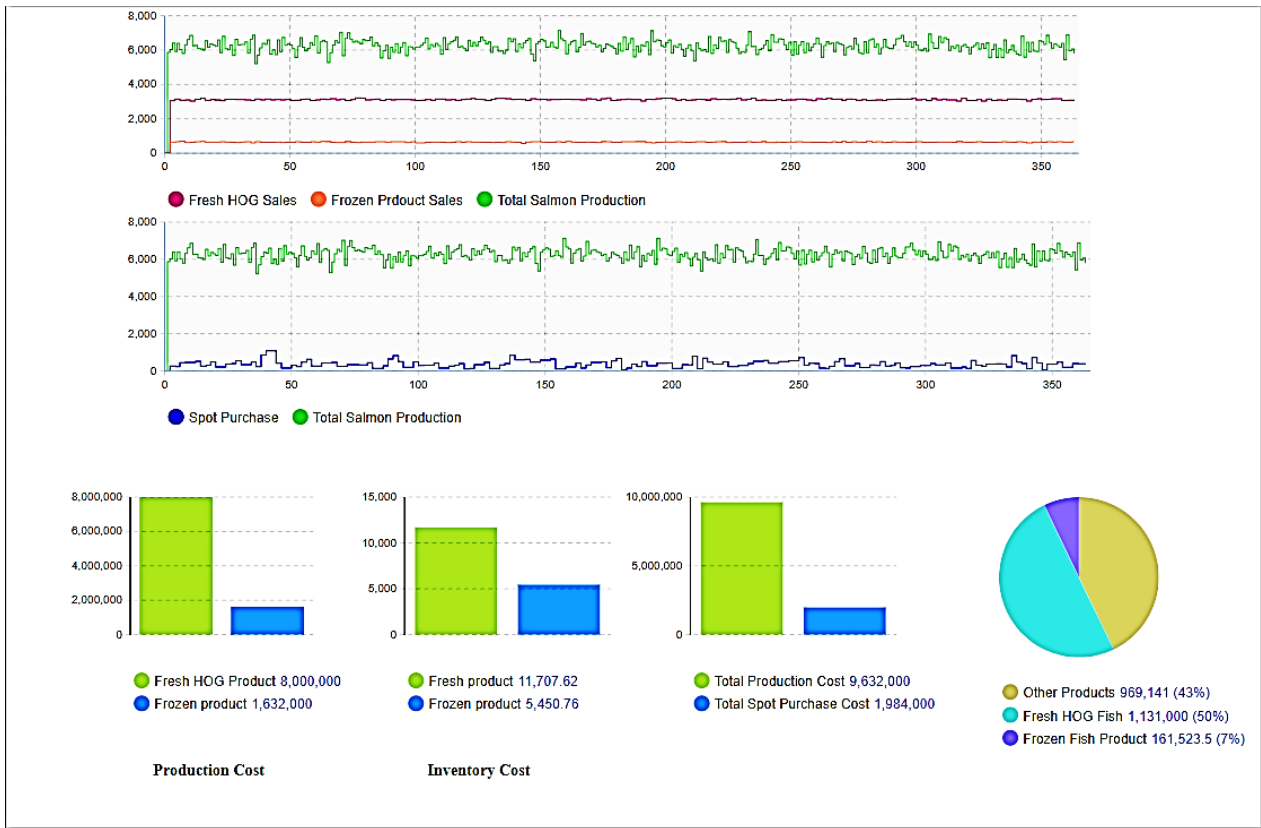 8,000
6,000
4,000
2,000
0
0 50 100 150 200 250 300 350
Fresh HOG Sales Frozen Prdouct Sales Total Salmon Production
8,000
6,000
4,000
2,000
0
0 50 100 150 200 250 300 350
Spot Purchase Total Salmon Production
8,000,000
6,000,000
4,000,000
2,000,000
0
Fresh HOG Product 8,000,000
Frozen product 1,632,000
Production Cost
15,000
10,000
5,000
0
Fresh product 11,707.62
Frozen product 5,450.76
Inventory Cost
10,000,000
5,000,000
0
Total Production Cost 9,632,000
Total Spot Purchase Cost 1,984,000
Other Products 969,141 (43%)
Fresh HOG Fish 1,131,000 (50%)
Frozen Fish Product 161,523.5 (7%)